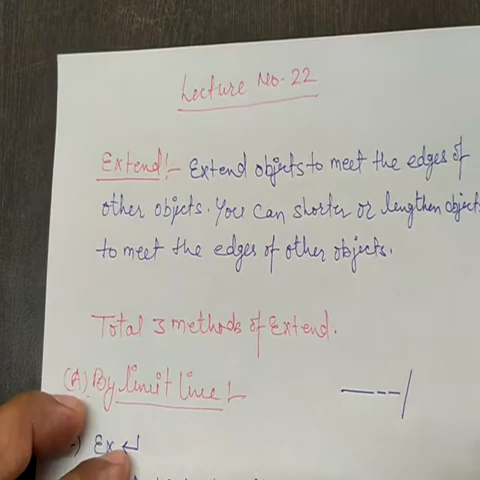 Lecture No-22
Extend:- Extend objects to meet the edges of
other objects. You can shorter or lengthen objects
to meet the edges of other objects.
Total 3 methods of Extend.
(A) By limit line:-
Ex ↵